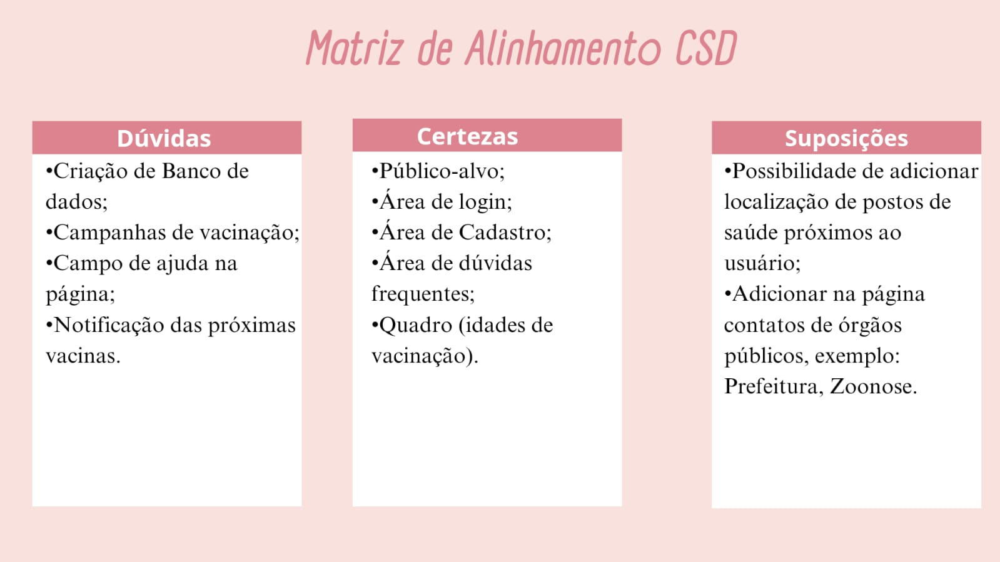 Matriz de Alinhamento CSD
Dúvidas
•Criação de Banco de
dados;
•Campanhas de vacinação;
•Campo de ajuda na
página;
•Notificação das próximas
vacinas.
Certezas
•Público-alvo;
•Área de login;
•Área de Cadastro;
•Área de dúvidas
frequentes;
•Quadro (idades de
vacinação).
Suposições
•Possibilidade de adicionar
localização de postos de
saúde próximos ao
usuário;
•Adicionar na página
contatos de órgãos
públicos, exemplo:
Prefeitura, Zoonose.